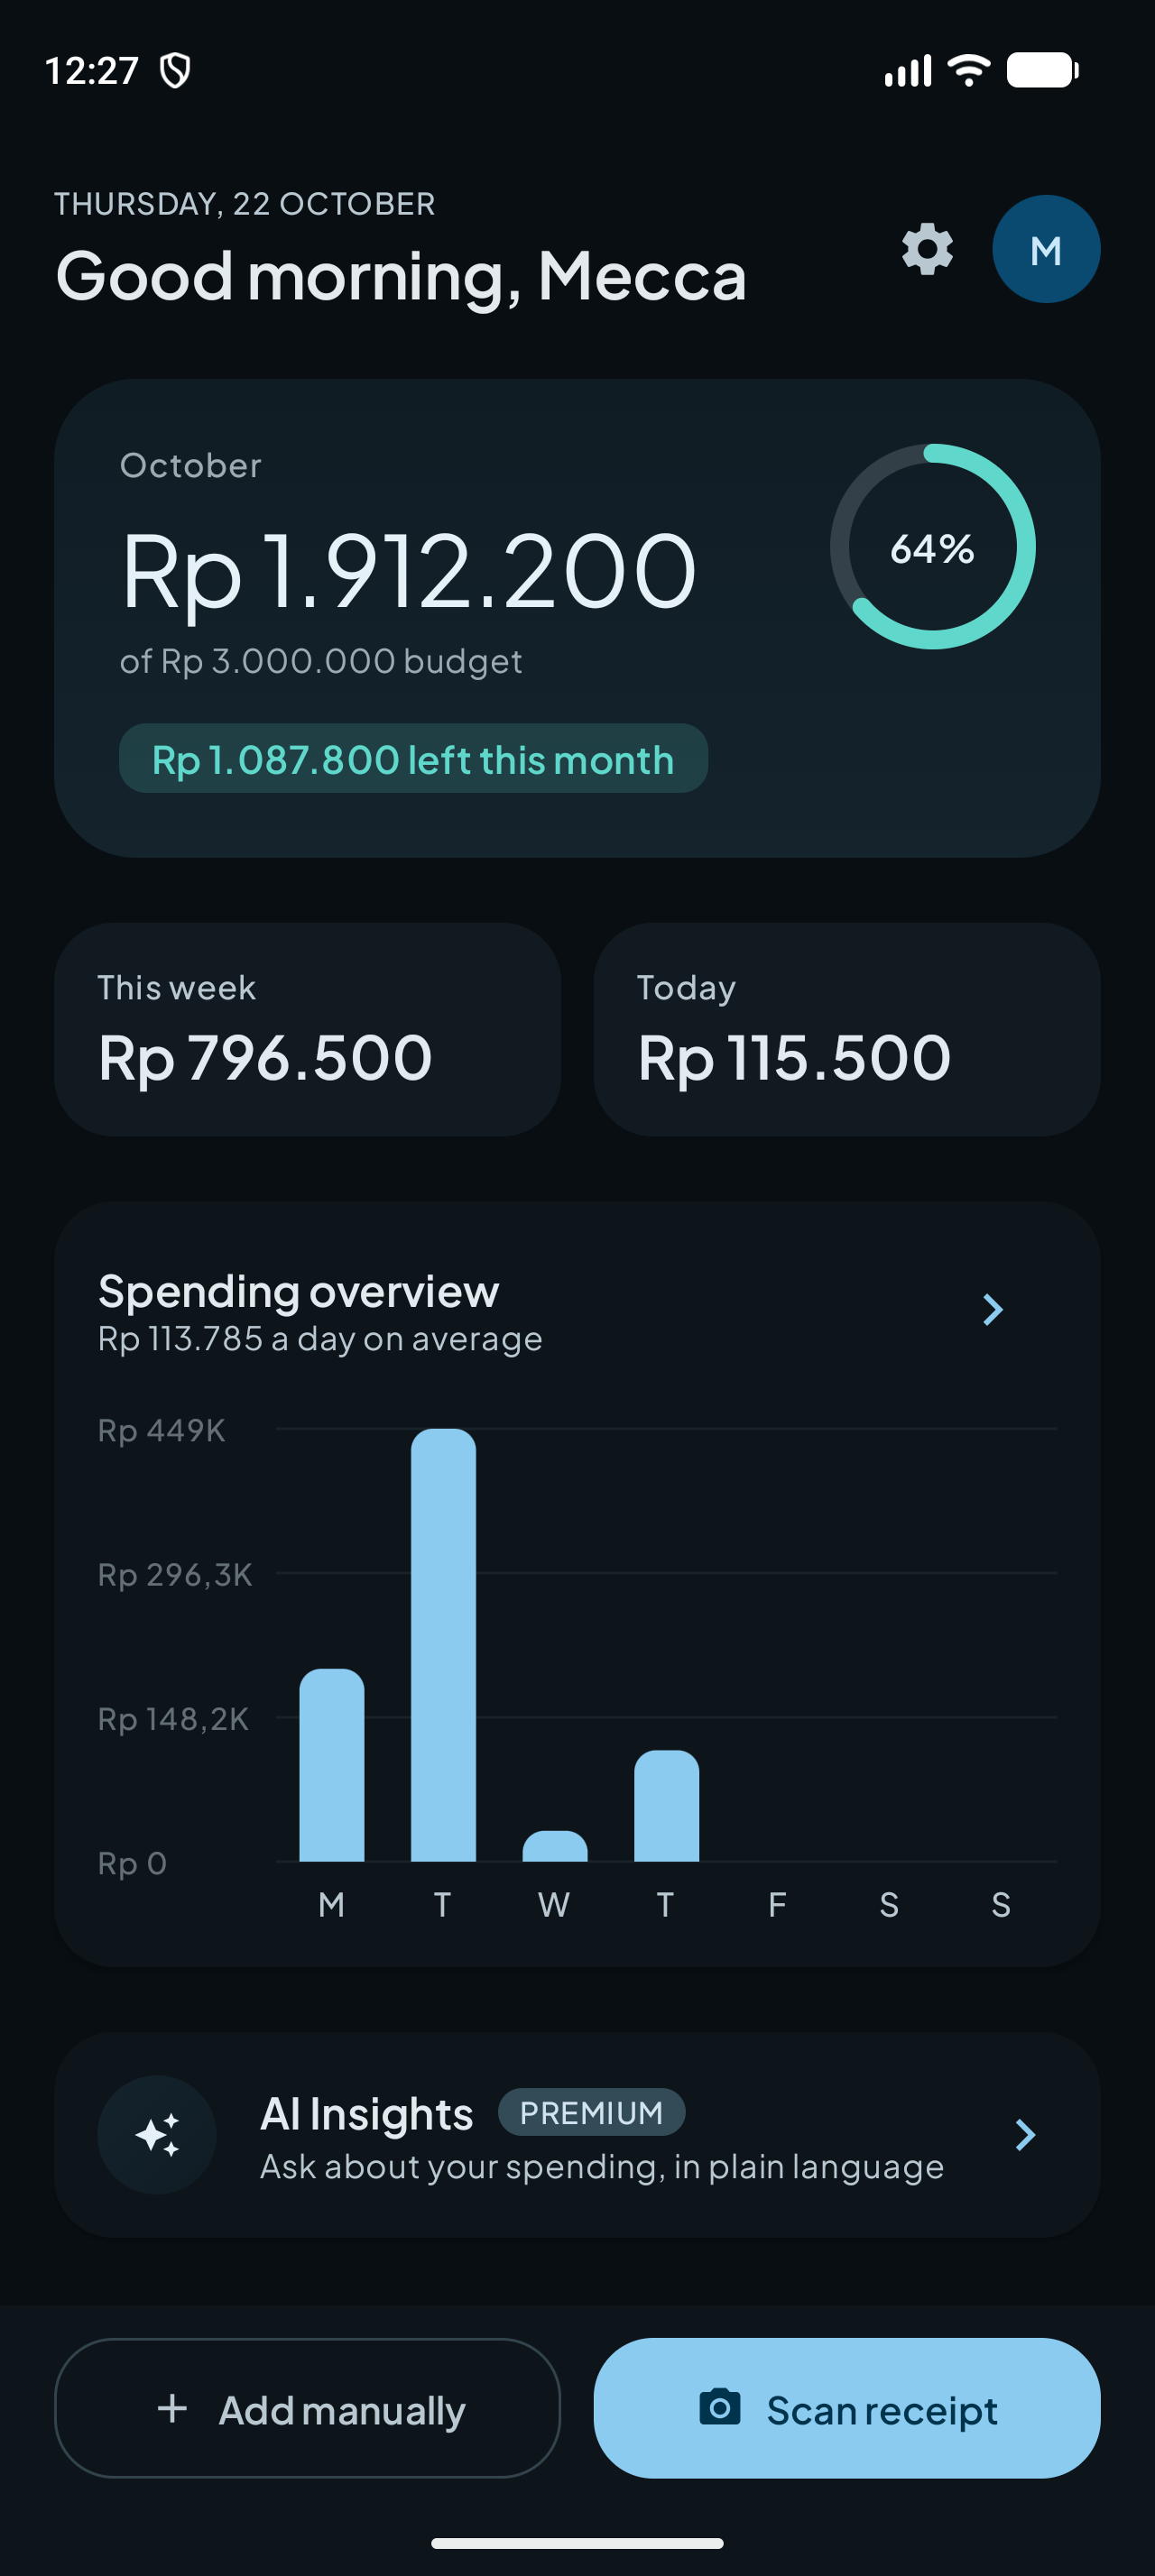 12:27
THURSDAY, 22 OCTOBER
Good morning, Mecca
M
October
Rp 1.912.200
64%
of Rp 3.000.000 budget
Rp 1.087.800 left this month
This week
Rp 796.500
Today
Rp 115.500
Spending overview
Rp 113.785 a day on average
Rp 449K
Rp 296,3K
Rp 148,2K
Rp 0
M T W T F S S
AI Insights PREMIUM
Ask about your spending, in plain language
Add manually
Scan receipt